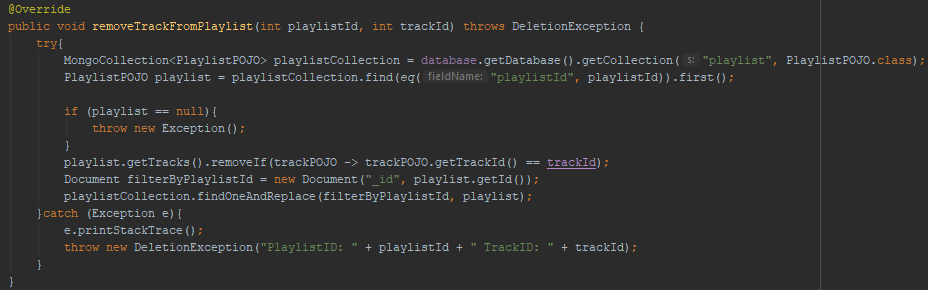 @Override
public void removeTrackFromPlaylist(int playlistId, int trackId) throws DeletionException {
    try{
        MongoCollection<PlaylistPOJO> playlistCollection = database.getDatabase().getCollection( s: "playlist", PlaylistPOJO.class);
        PlaylistPOJO playlist = playlistCollection.find(eq( fieldName: "playlistId", playlistId)).first();

        if (playlist == null){
            throw new Exception();
        }
        playlist.getTracks().removeIf(trackPOJO -> trackPOJO.getTrackId() == trackId);
        Document filterByPlaylistId = new Document("_id", playlist.getId());
        playlistCollection.findOneAndReplace(filterByPlaylistId, playlist);
    }catch (Exception e){
        e.printStackTrace();
        throw new DeletionException("PlaylistID: " + playlistId + " TrackID: " + trackId);
    }
}